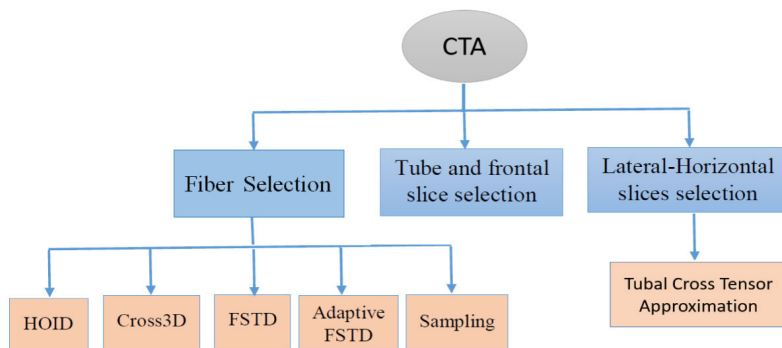 CTA
Fiber Selection
Tube and frontal
slice selection
Lateral-Horizontal
slices selection
HOID
Cross3D
FSTD
Adaptive
FSTD
Sampling
Tubal Cross Tensor
Approximation